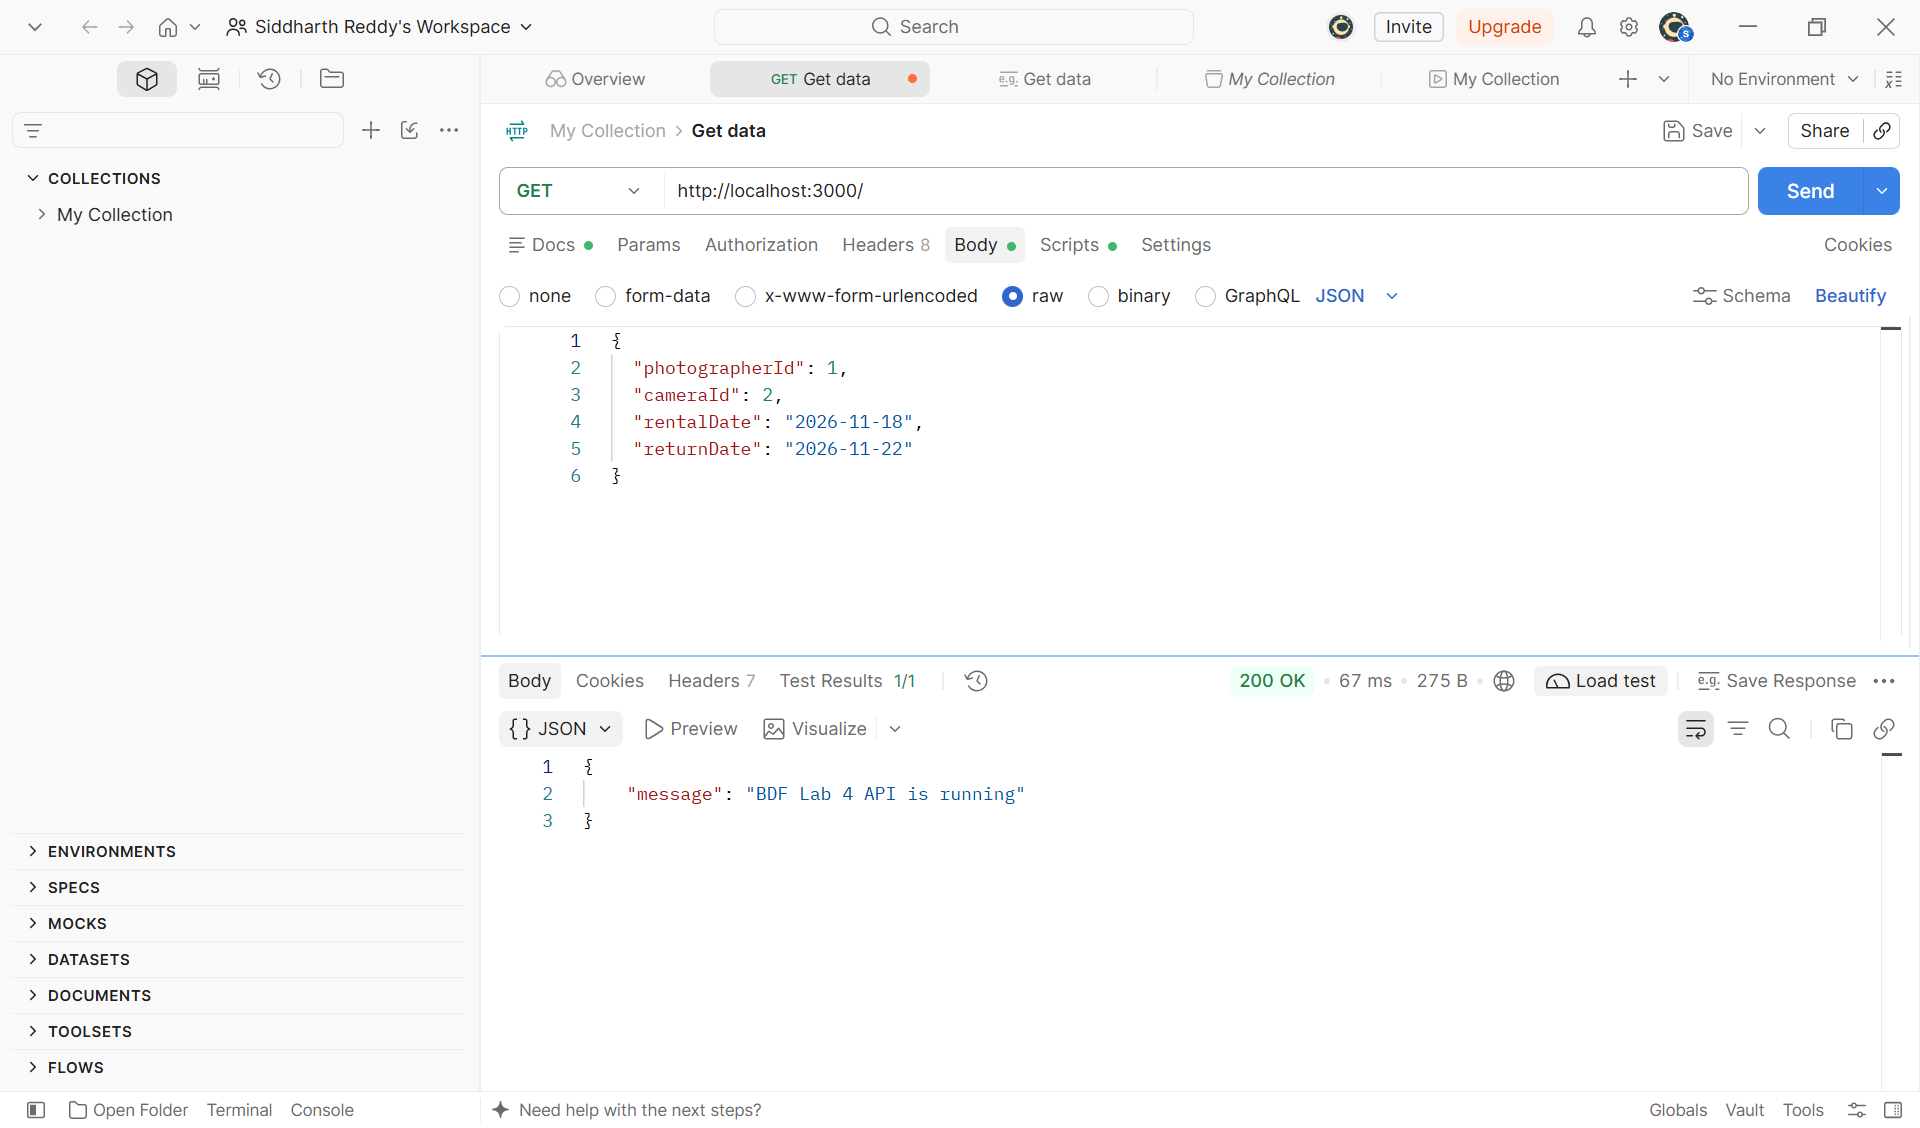 Siddharth Reddy's Workspace
Search
Invite
Upgrade
S
Overview
GET Get data
e.g. Get data
My Collection
My Collection
No Environment
COLLECTIONS
My Collection
HTTP My Collection > Get data
Save
Share
GET
http://localhost:3000/
Send
Docs
Params
Authorization
Headers 8
Body
Scripts
Settings
Cookies
none
form-data
x-www-form-urlencoded
raw
binary
GraphQL
JSON
Schema
Beautify
1 {
2 "photographerId": 1,
3 "cameraId": 2,
4 "rentalDate": "2026-11-18",
5 "returnDate": "2026-11-22"
6 }
Body
Cookies
Headers 7
Test Results 1/1
200 OK • 67 ms • 275 B •
Load test
e.g. Save Response
{} JSON
Preview
Visualize
1 {
2 "message": "BDF Lab 4 API is running"
3 }
ENVIRONMENTS
SPECS
MOCKS
DATASETS
DOCUMENTS
TOOLSETS
FLOWS
Open Folder
Terminal
Console
Need help with the next steps?
Globals
Vault
Tools